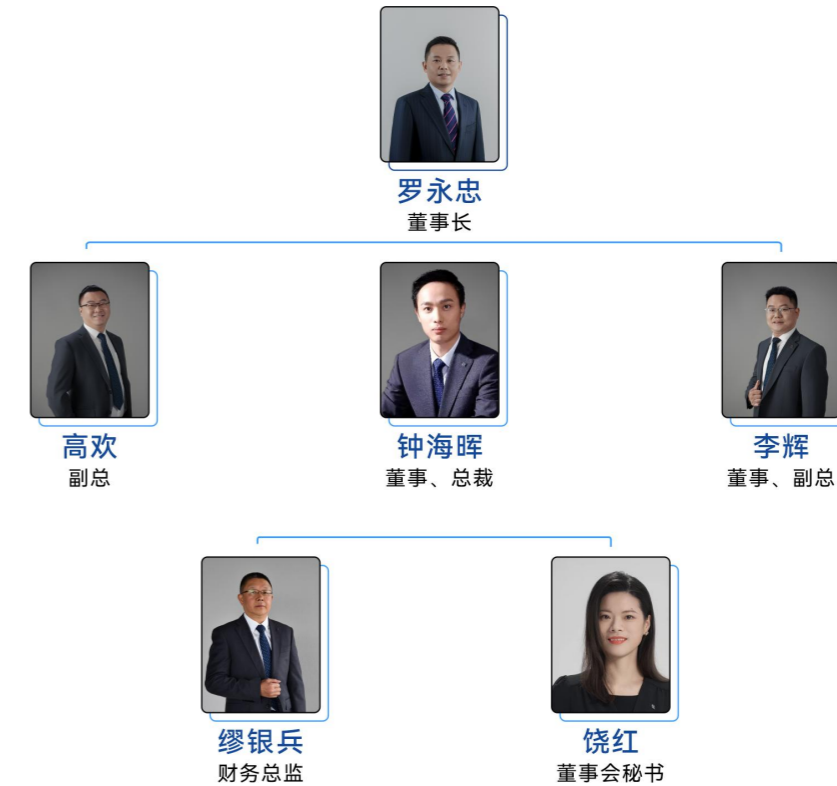 罗永忠
董事长
高欢 钟海晖 李辉
副总 董事、总裁 董事、副总
缪银兵 饶红
财务总监 董事会秘书